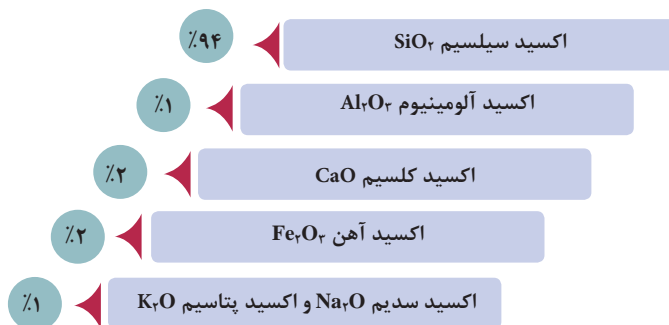 اکسید سیلسیم SiO۲ ٪۹۴
اکسید آلومینیوم Al۲O۳ ٪۱
اکسید کلسیم CaO ٪۲
اکسید آهن Fe۲O۳ ٪۲
اکسید سدیم Na۲O و اکسید پتاسیم K۲O ٪۱